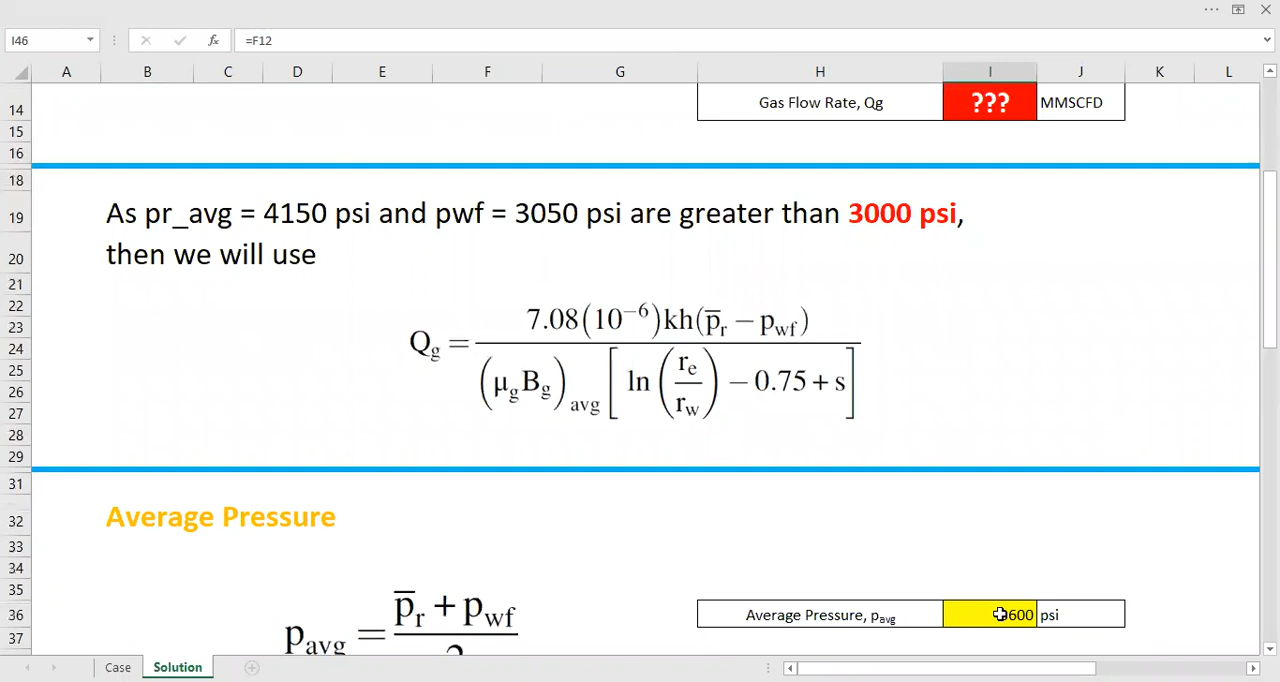 I46
fx
=F12
A B C D E F G H I J K L
14 Gas Flow Rate, Qg ??? MMSCFD
15
16
18
19 As pr_avg = 4150 psi and pwf = 3050 psi are greater than 3000 psi,
20 then we will use
21
22 7.08(10⁻⁶)kh(p̅r − pwf)
23
24 Qg =
25 (μgBg)avg [ ln (re/rw) − 0.75 + s ]
26
27
28
29
31
32 Average Pressure
33
34
35
36 p̅r + pwf Average Pressure, pavg psi
37 pavg = 2
Case Solution